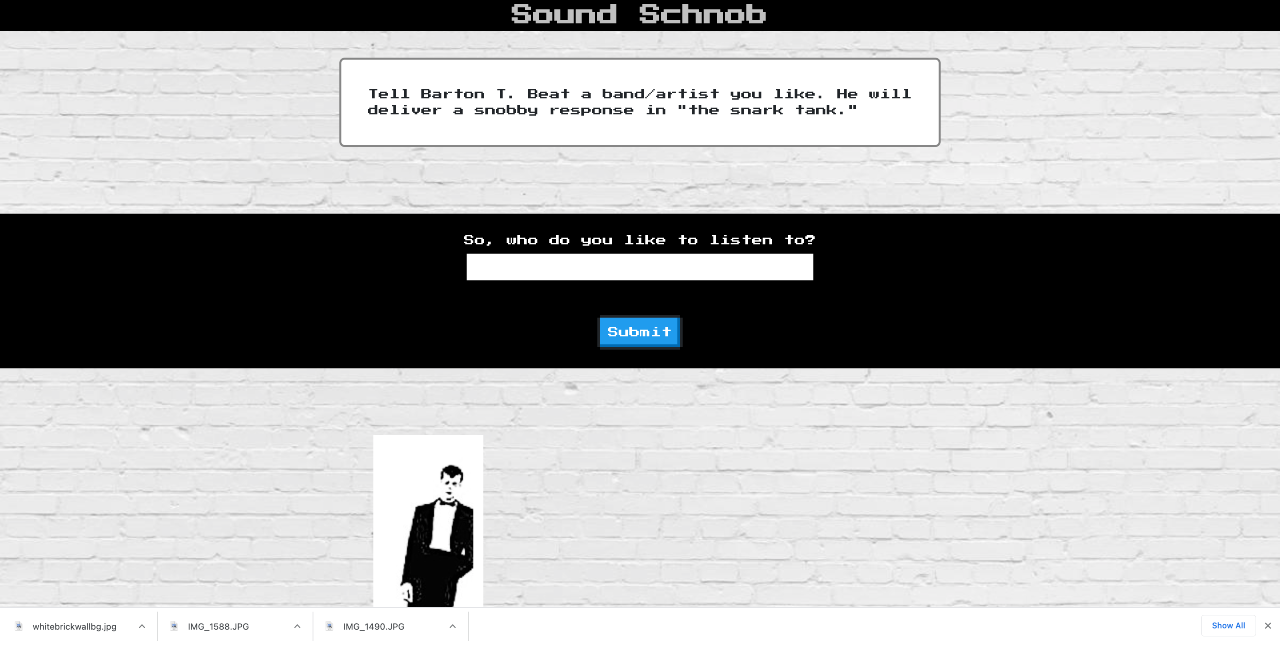 Sound Schnob
Tell Barton T. Beat a band/artist you like. He will
deliver a snobby response in "the snark tank."
So, who do you like to listen to?
Submit
whitebrickwallbg.jpg
IMG_1588.JPG
IMG_1490.JPG
Show All